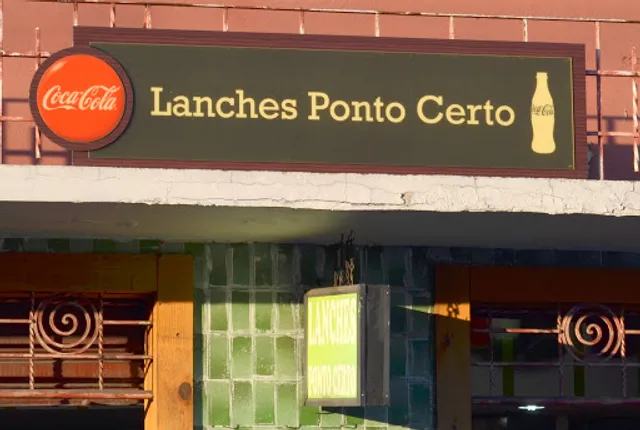 Coca-Cola
Lanches Ponto Certo
Coca-Cola
LANCHES
PONTO CERTO